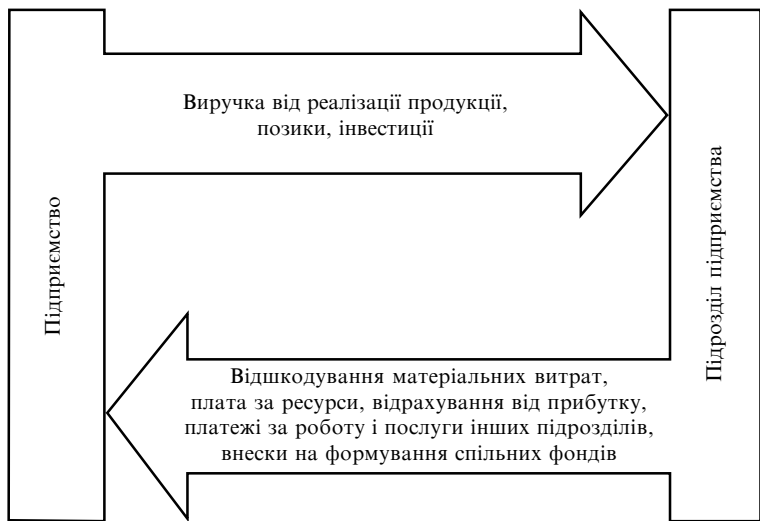 Підприємство
Виручка від реалізації продукції,
позики, інвестиції
Відшкодування матеріальних витрат,
плата за ресурси, відрахування від прибутку,
платежі за роботу і послуги інших підрозділів,
внески на формування спільних фондів
Підрозділ підприємства